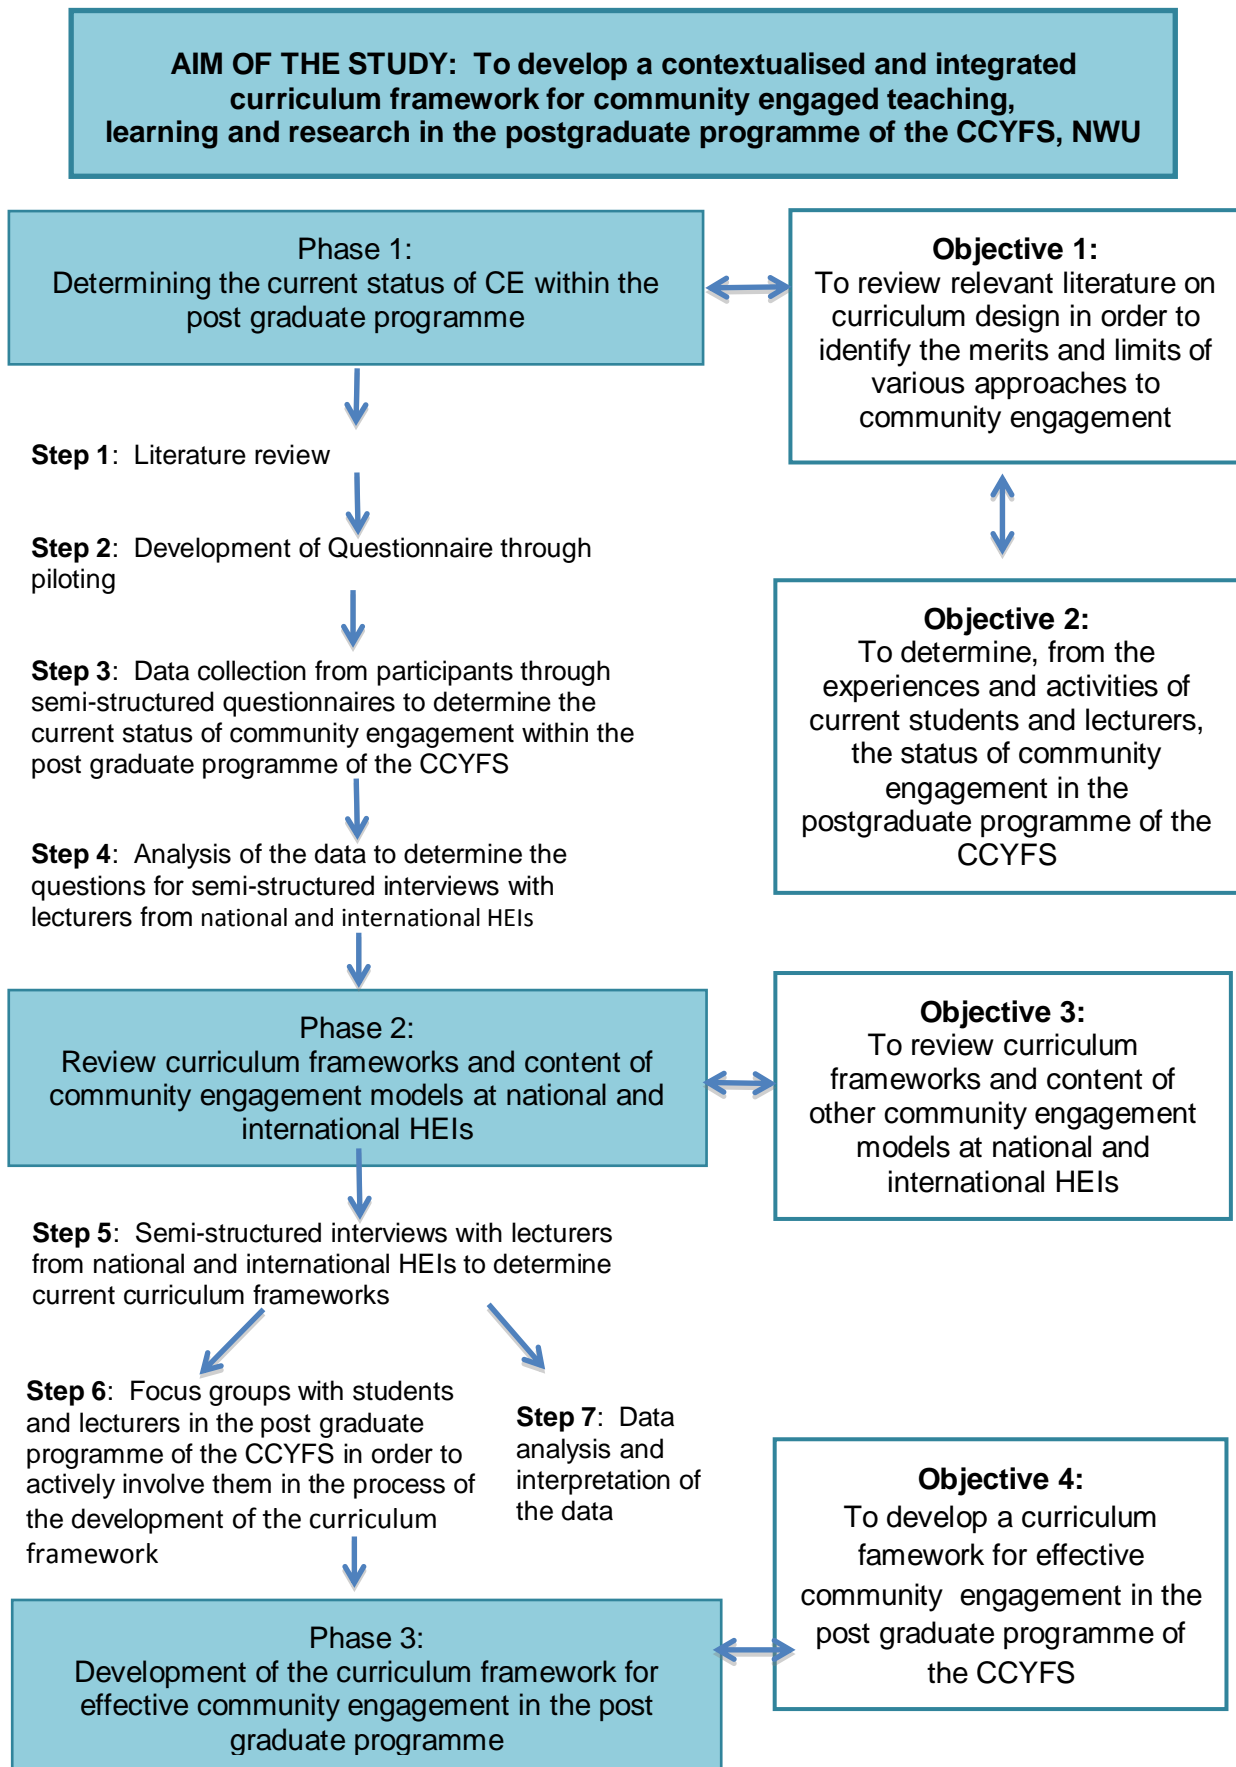 AIM OF THE STUDY: To develop a contextualised and integrated
curriculum framework for community engaged teaching,
learning and research in the postgraduate programme of the CCYFS, NWU
Phase 1:
Determining the current status of CE within the
post graduate programme
Objective 1:
To review relevant literature on
curriculum design in order to
identify the merits and limits of
various approaches to
community engagement
Step 1: Literature review
Step 2: Development of Questionnaire through
piloting
Step 3: Data collection from participants through
semi-structured questionnaires to determine the
current status of community engagement within the
post graduate programme of the CCYFS
Objective 2:
To determine, from the
experiences and activities of
current students and lecturers,
the status of community
engagement in the
postgraduate programme of the
CCYFS
Step 4: Analysis of the data to determine the
questions for semi-structured interviews with
lecturers from national and international HEIs
Phase 2:
Review curriculum frameworks and content of
community engagement models at national and
international HEIs
Objective 3:
To review curriculum
frameworks and content of
other community engagement
models at national and
international HEIs
Step 5: Semi-structured interviews with lecturers
from national and international HEIs to determine
current curriculum frameworks
Step 6: Focus groups with students
and lecturers in the post graduate
programme of the CCYFS in order to
actively involve them in the process of
the development of the curriculum
framework
Step 7: Data
analysis and
interpretation of
the data
Objective 4:
To develop a curriculum
famework for effective
community engagement in the
post graduate programme of
the CCYFS
Phase 3:
Development of the curriculum framework for
effective community engagement in the post
graduate programme